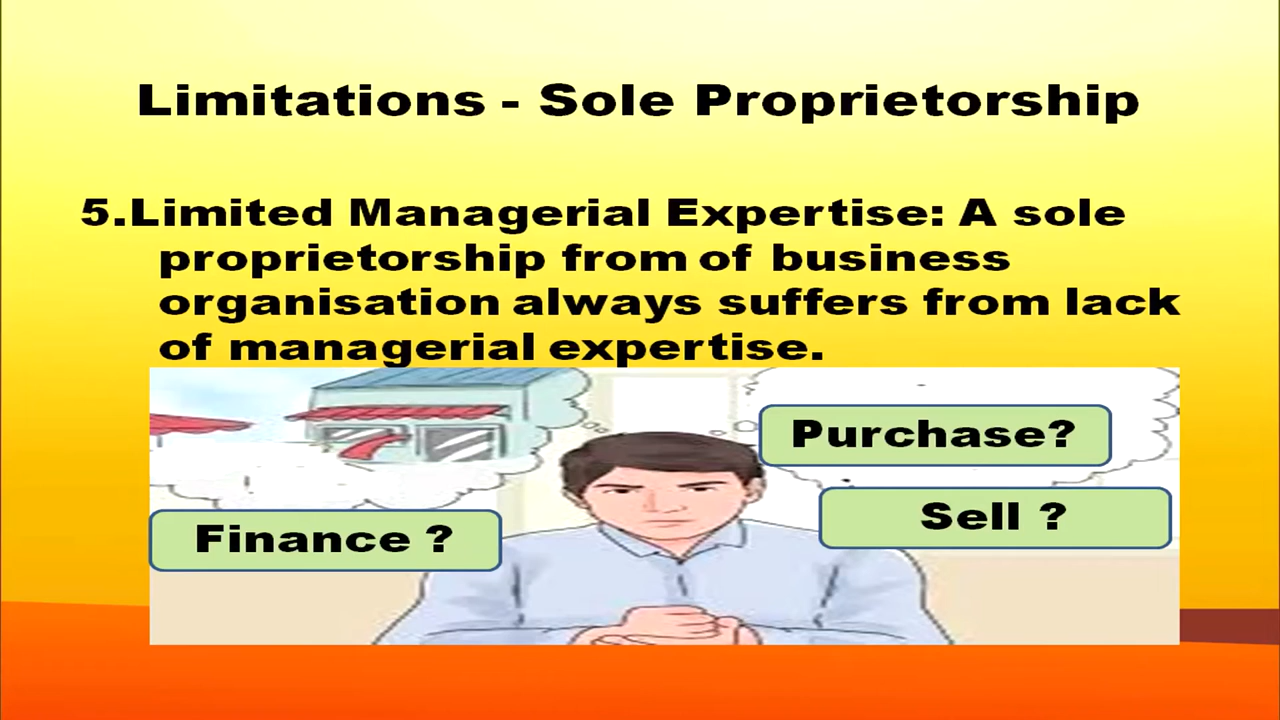 Limitations - Sole Proprietorship
5.Limited Managerial Expertise: A sole
proprietorship from of business
organisation always suffers from lack
of managerial expertise.
Purchase?
Sell ?
Finance ?